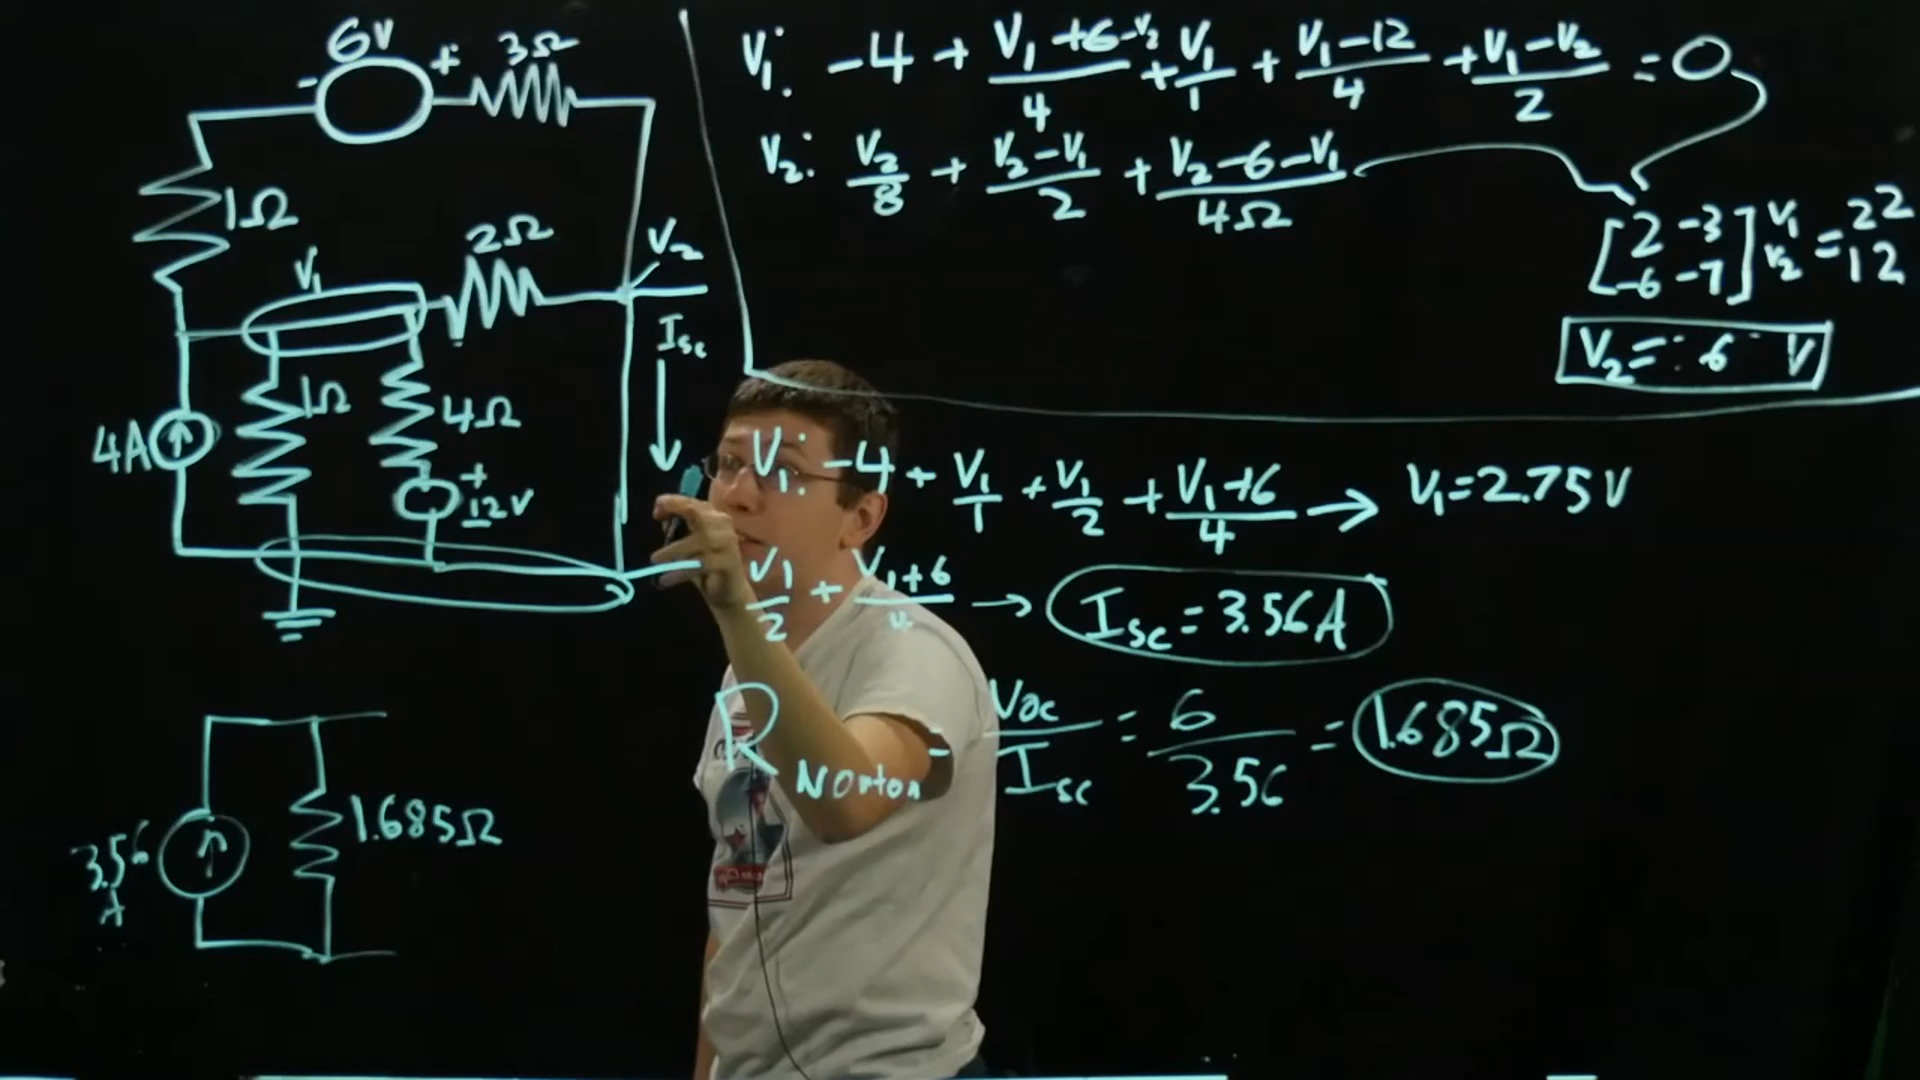 6V
- + 3Ω
1Ω
2Ω
V₁
V₂
Isc
1Ω
4Ω
4A
+
12V
V₁: -4 + (V₁+6-V₂)/4 + V₁/1 + (V₁-12)/4 + (V₁-V₂)/2 = 0
V₂: V₂/8 + (V₂-V₁)/2 + (V₂-6-V₁)/4Ω
[2 -3] V₁ = 22
[-6 -7] V₂ 12
V₂ = 6 V
V₁: -4 + V₁/1 + V₁/2 + (V₁+6)/4 → V₁=2.75V
V₁/2 + (V₁+6)/4 → Isc = 3.56A
R Norton = Voc/Isc = 6/3.56 = 1.685Ω
3.56
A
1.685Ω